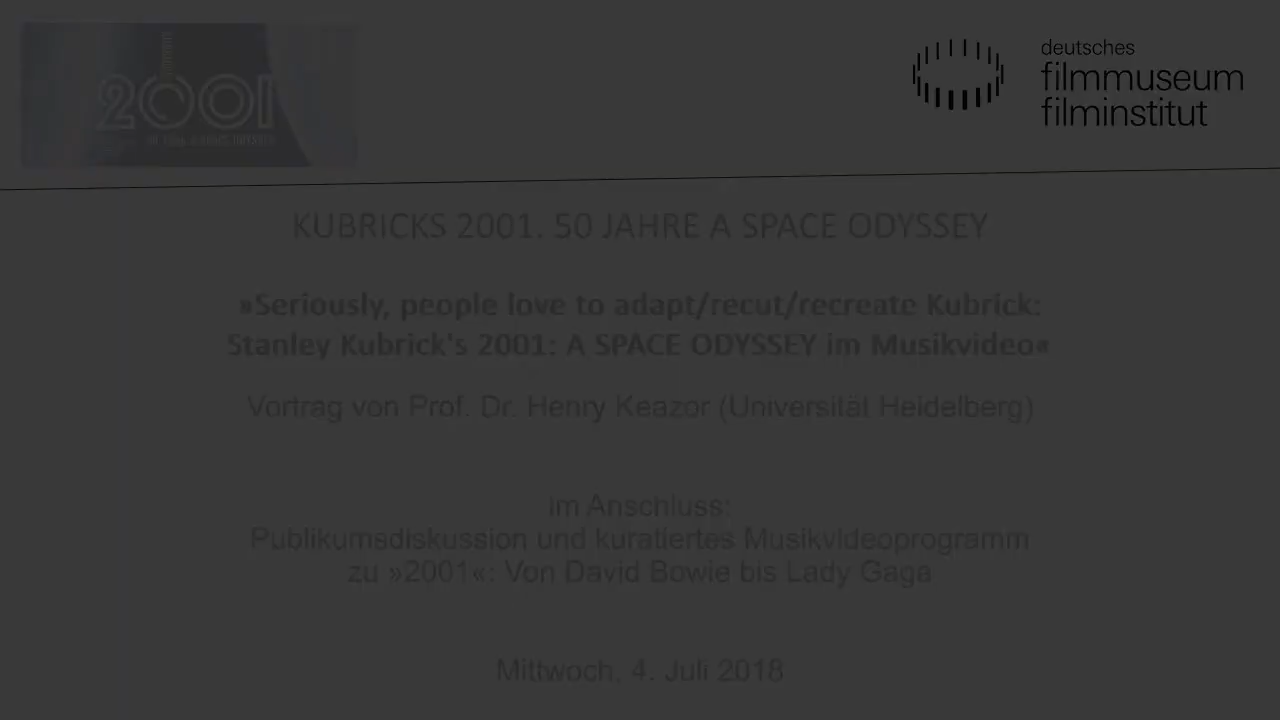 2001
deutsches
filmmuseum
filminstitut
KUBRICKS 2001. 50 JAHRE A SPACE ODYSSEY
»Seriously, people love to adapt/recut/recreate Kubrick:
Stanley Kubrick's 2001: A SPACE ODYSSEY im Musikvideo«
Vortrag von Prof. Dr. Henry Keazor (Universität Heidelberg)
Im Anschluss:
Publikumsdiskussion und kuratiertes Musikvideoprogramm
zu »2001«: Von David Bowie bis Lady Gaga
Mittwoch, 4. Juli 2018